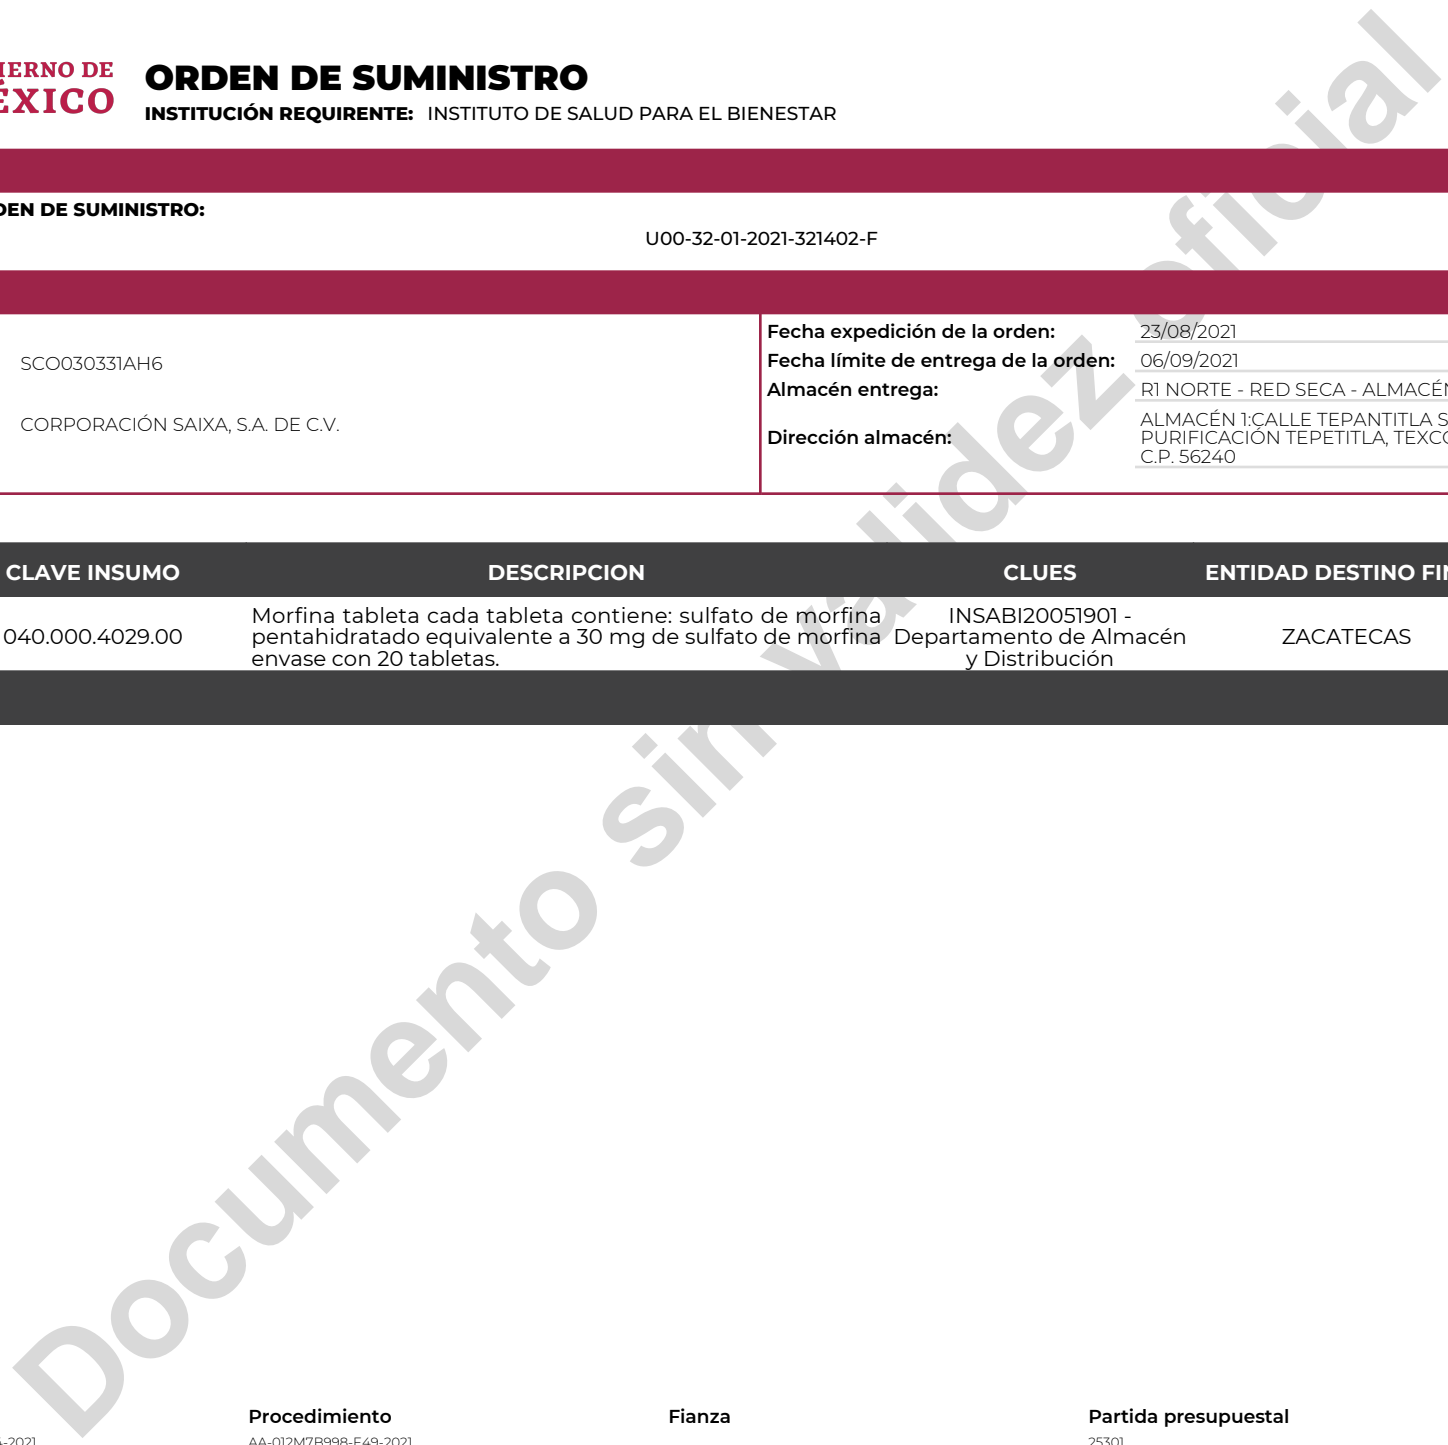 IERNO DE
ÉXICO
ORDEN DE SUMINISTRO
INSTITUCIÓN REQUIRENTE: INSTITUTO DE SALUD PARA EL BIENESTAR
DEN DE SUMINISTRO:
U00-32-01-2021-321402-F
SCO030331AH6
CORPORACIÓN SAIXA, S.A. DE C.V.
Fecha expedición de la orden: 23/08/2021
Fecha límite de entrega de la orden: 06/09/2021
Almacén entrega: R1 NORTE - RED SECA - ALMACÉN
Dirección almacén: ALMACÉN 1:CALLE TEPANTITLA S
PURIFICACIÓN TEPETITLA, TEXCO
C.P. 56240
CLAVE INSUMO DESCRIPCION CLUES ENTIDAD DESTINO FIN
040.000.4029.00
Morfina tableta cada tableta contiene: sulfato de morfina
pentahidratado equivalente a 30 mg de sulfato de morfina
envase con 20 tabletas.
INSABI20051901 -
Departamento de Almacén
y Distribución
ZACATECAS
Documento sin validez oficial
Procedimiento Fianza Partida presupuestal
-2021 AA-012M7B998-E49-2021 25301